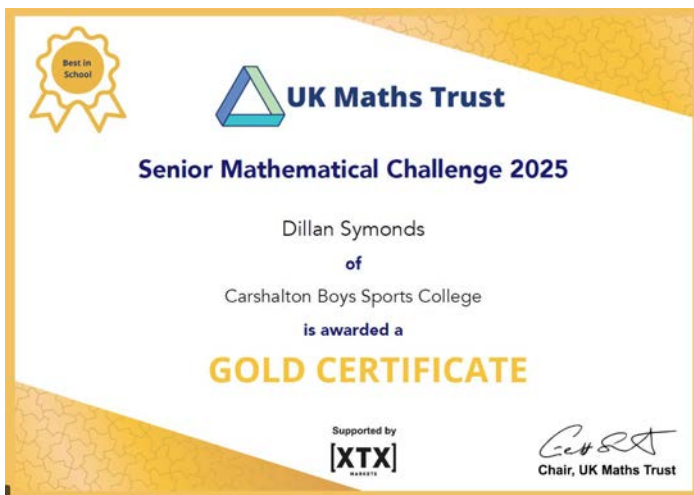 Best in
School
UK Maths Trust
Senior Mathematical Challenge 2025
Dillan Symonds
of
Carshalton Boys Sports College
is awarded a
GOLD CERTIFICATE
Supported by
[XTX]
MARKETS
Chair, UK Maths Trust